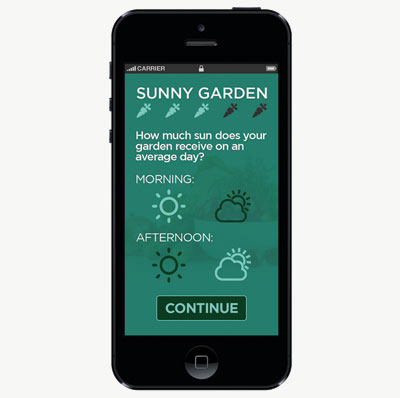 CARRIER
SUNNY GARDEN
How much sun does your
garden receive on an
average day?
MORNING:
AFTERNOON:
CONTINUE